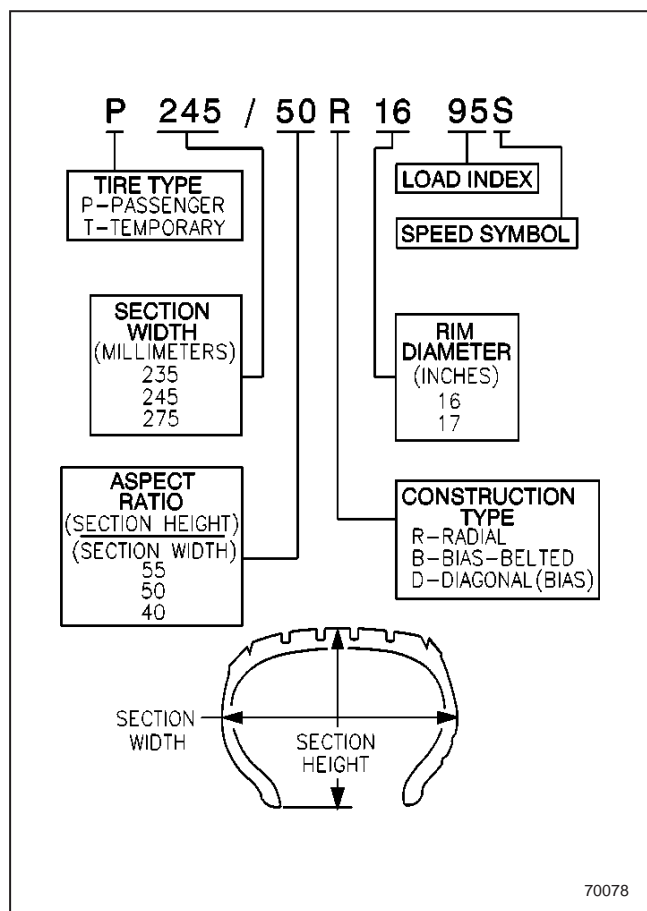 P 245 / 50 R 16 95S
TIRE TYPE
P-PASSENGER
T-TEMPORARY
LOAD INDEX
SPEED SYMBOL
SECTION
WIDTH
(MILLIMETERS)
235
245
275
RIM
DIAMETER
(INCHES)
16
17
ASPECT
RATIO
(SECTION HEIGHT)
(SECTION WIDTH)
55
50
40
CONSTRUCTION
TYPE
R-RADIAL
B-BIAS-BELTED
D-DIAGONAL(BIAS)
SECTION
WIDTH
SECTION
HEIGHT
70078